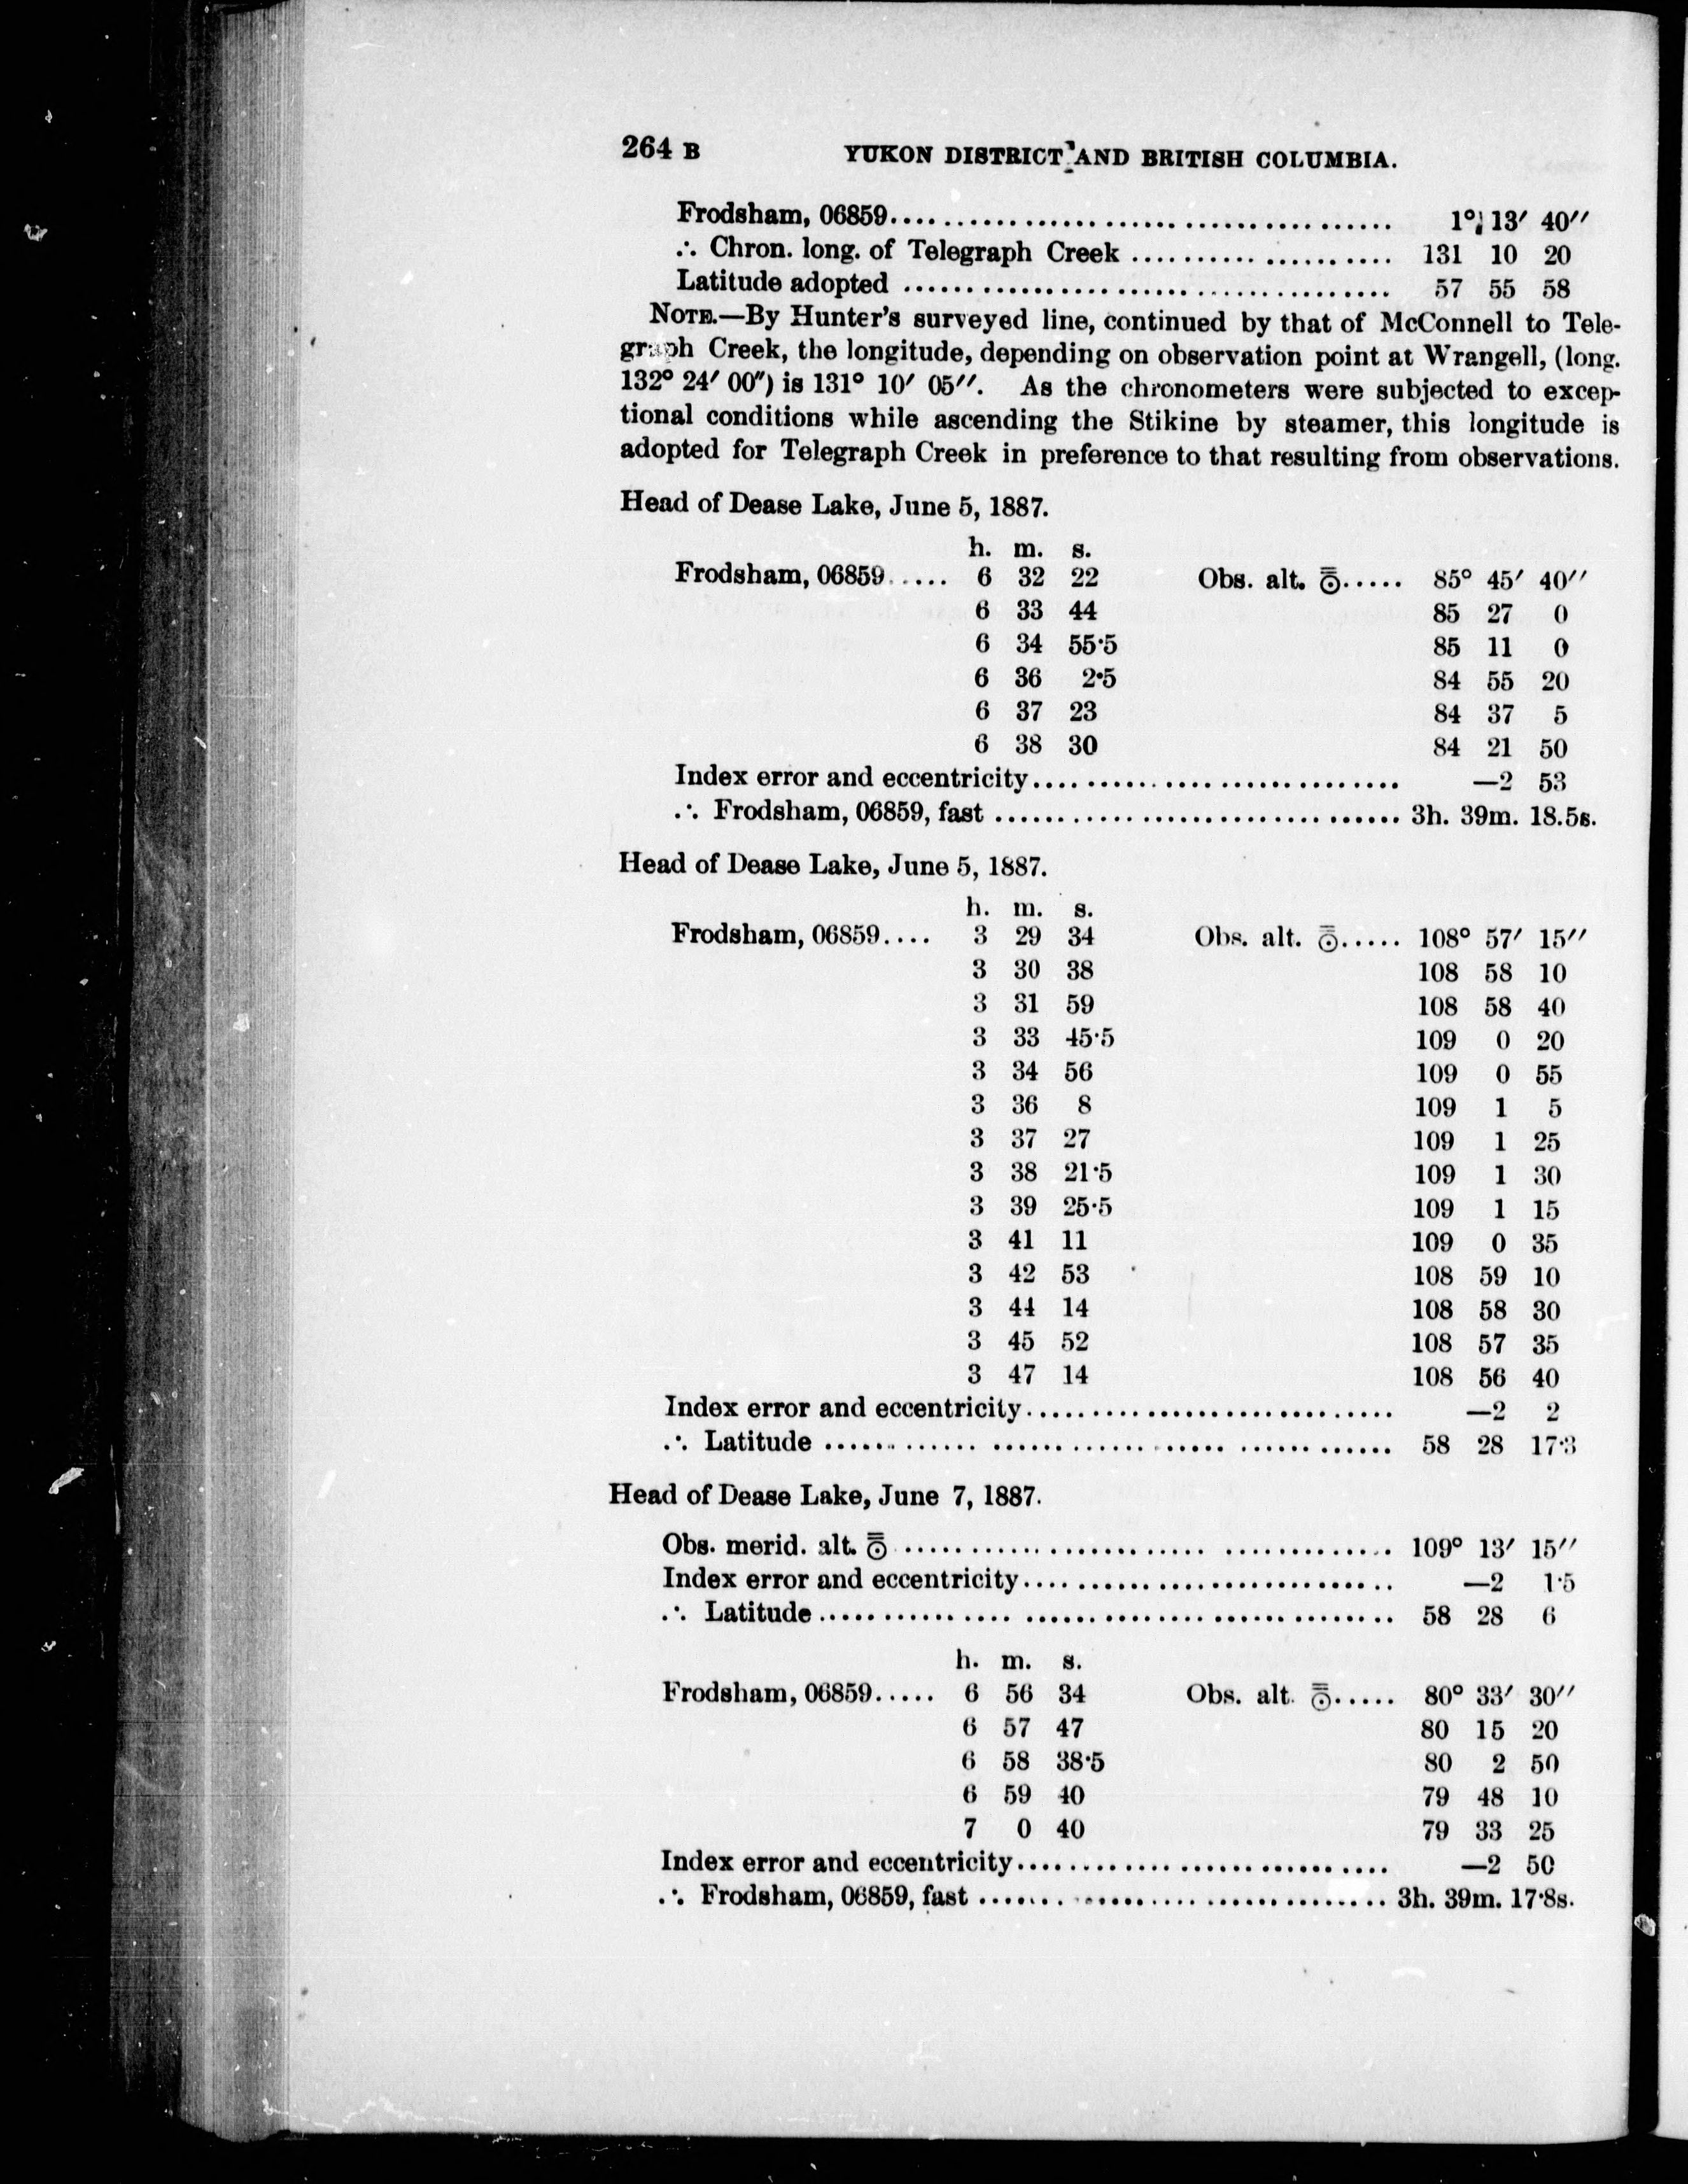 264 B YUKON DISTRICT AND BRITISH COLUMBIA.
Frodsham, 06859........ 1° 13′ 40″
∴ Chron. long. of Telegraph Creek ........ 131 10 20
Latitude adopted ........ 57 55 58
NOTE.—By Hunter's surveyed line, continued by that of McConnell to Tele-
graph Creek, the longitude, depending on observation point at Wrangell, (long.
132° 24′ 00″) is 131° 10′ 05″. As the chronometers were subjected to excep-
tional conditions while ascending the Stikine by steamer, this longitude is
adopted for Telegraph Creek in preference to that resulting from observations.
Head of Dease Lake, June 5, 1887.
h. m. s.
Frodsham, 06859..... 6 32 22 Obs. alt. ☉..... 85° 45′ 40″
6 33 44 85 27 0
6 34 55·5 85 11 0
6 36 2·5 84 55 20
6 37 23 84 37 5
6 38 30 84 21 50
Index error and eccentricity........ —2 53
∴ Frodsham, 06859, fast ........ 3h. 39m. 18.5s.
Head of Dease Lake, June 5, 1887.
h. m. s.
Frodsham, 06859.... 3 29 34 Obs. alt. ☉..... 108° 57′ 15″
3 30 38 108 58 10
3 31 59 108 58 40
3 33 45·5 109 0 20
3 34 56 109 0 55
3 36 8 109 1 5
3 37 27 109 1 25
3 38 21·5 109 1 30
3 39 25·5 109 1 15
3 41 11 109 0 35
3 42 53 108 59 10
3 44 14 108 58 30
3 45 52 108 57 35
3 47 14 108 56 40
Index error and eccentricity........ —2 2
∴ Latitude ........ 58 28 17·3
Head of Dease Lake, June 7, 1887.
Obs. merid. alt. ☉ ........ 109° 13′ 15″
Index error and eccentricity........ —2 1·5
∴ Latitude........ 58 28 6
h. m. s.
Frodsham, 06859..... 6 56 34 Obs. alt. ☉..... 80° 33′ 30″
6 57 47 80 15 20
6 58 38·5 80 2 50
6 59 40 79 48 10
7 0 40 79 33 25
Index error and eccentricity........ —2 50
∴ Frodsham, 06859, fast ........ 3h. 39m. 17·8s.